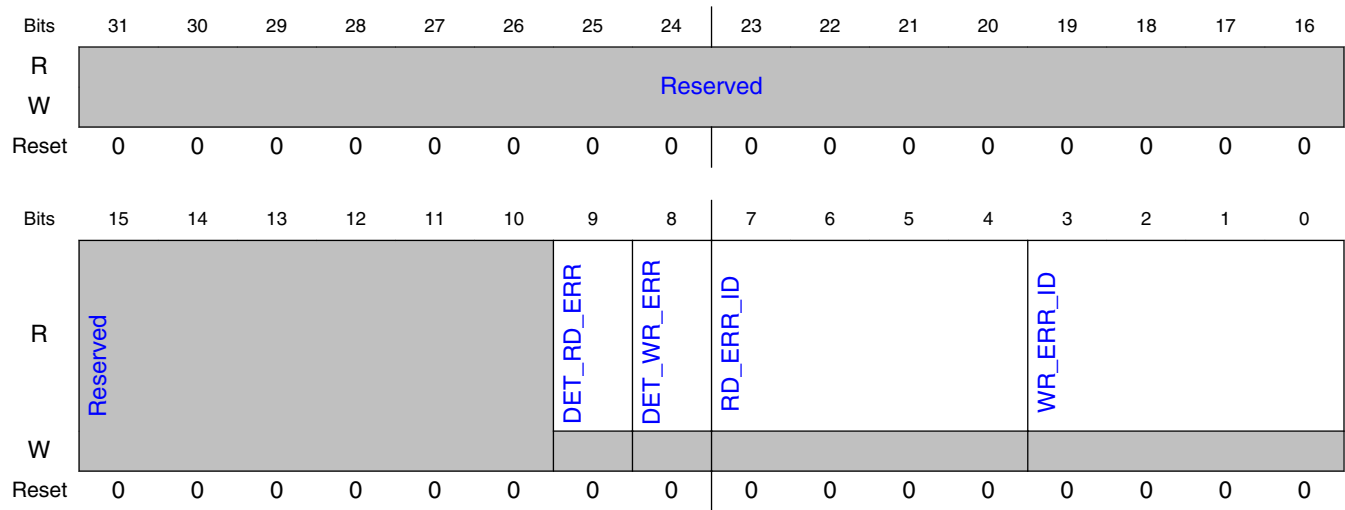 Bits 31 30 29 28 27 26 25 24 23 22 21 20 19 18 17 16
R
Reserved
W
Reset 0 0 0 0 0 0 0 0 0 0 0 0 0 0 0 0
Bits 15 14 13 12 11 10 9 8 7 6 5 4 3 2 1 0
R
Reserved
DET_RD_ERR
DET_WR_ERR
RD_ERR_ID
WR_ERR_ID
W
Reset 0 0 0 0 0 0 0 0 0 0 0 0 0 0 0 0